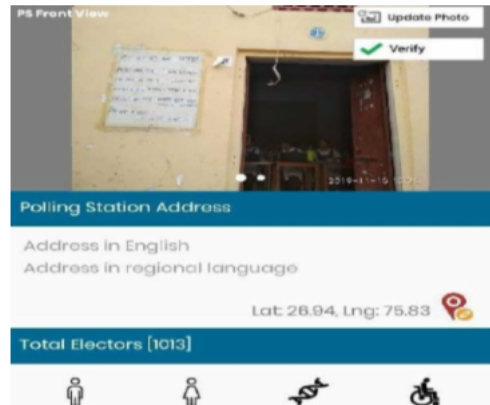 PS Front View
Update Photo
Verify
Polling Station Address
Address in English
Address in regional language
Lat: 26.94, Lng: 75.83
Total Electors [1013]